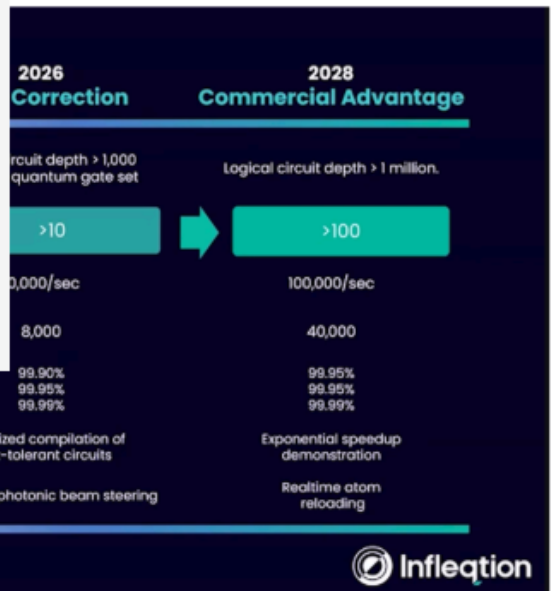 2026
Correction
2028
Commercial Advantage
rcuit depth > 1,000
quantum gate set
Logical circuit depth > 1 million.
>10
>100
0,000/sec
100,000/sec
8,000
40,000
99.90%
99.95%
99.99%
99.95%
99.95%
99.99%
ized compilation of
-tolerant circuits
Exponential speedup
demonstration
photonic beam steering
Realtime atom
reloading
Infleqtion